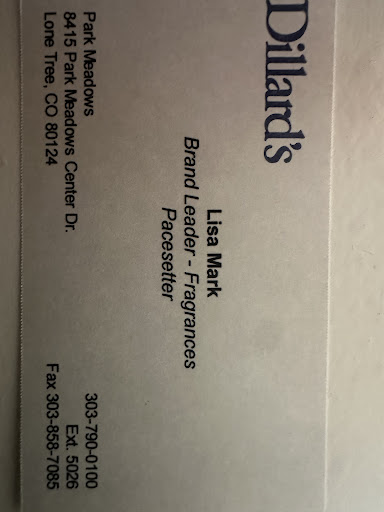 Dillard's
Lisa Mark
Brand Leader - Fragrances
Pacesetter
Park Meadows
8415 Park Meadows Center Dr.
Lone Tree, CO 80124
303-790-0100
Ext. 5026
Fax 303-858-7085